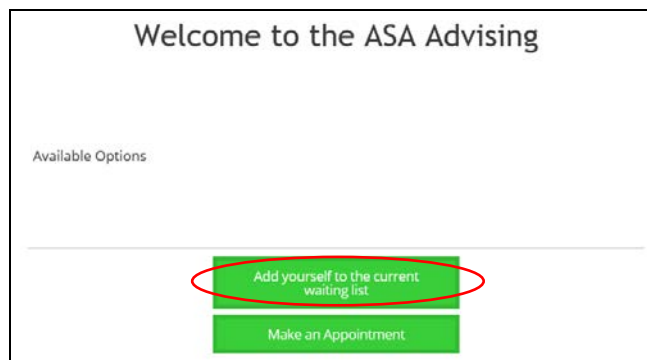 Welcome to the ASA Advising
Available Options
Add yourself to the current
waiting list
Make an Appointment